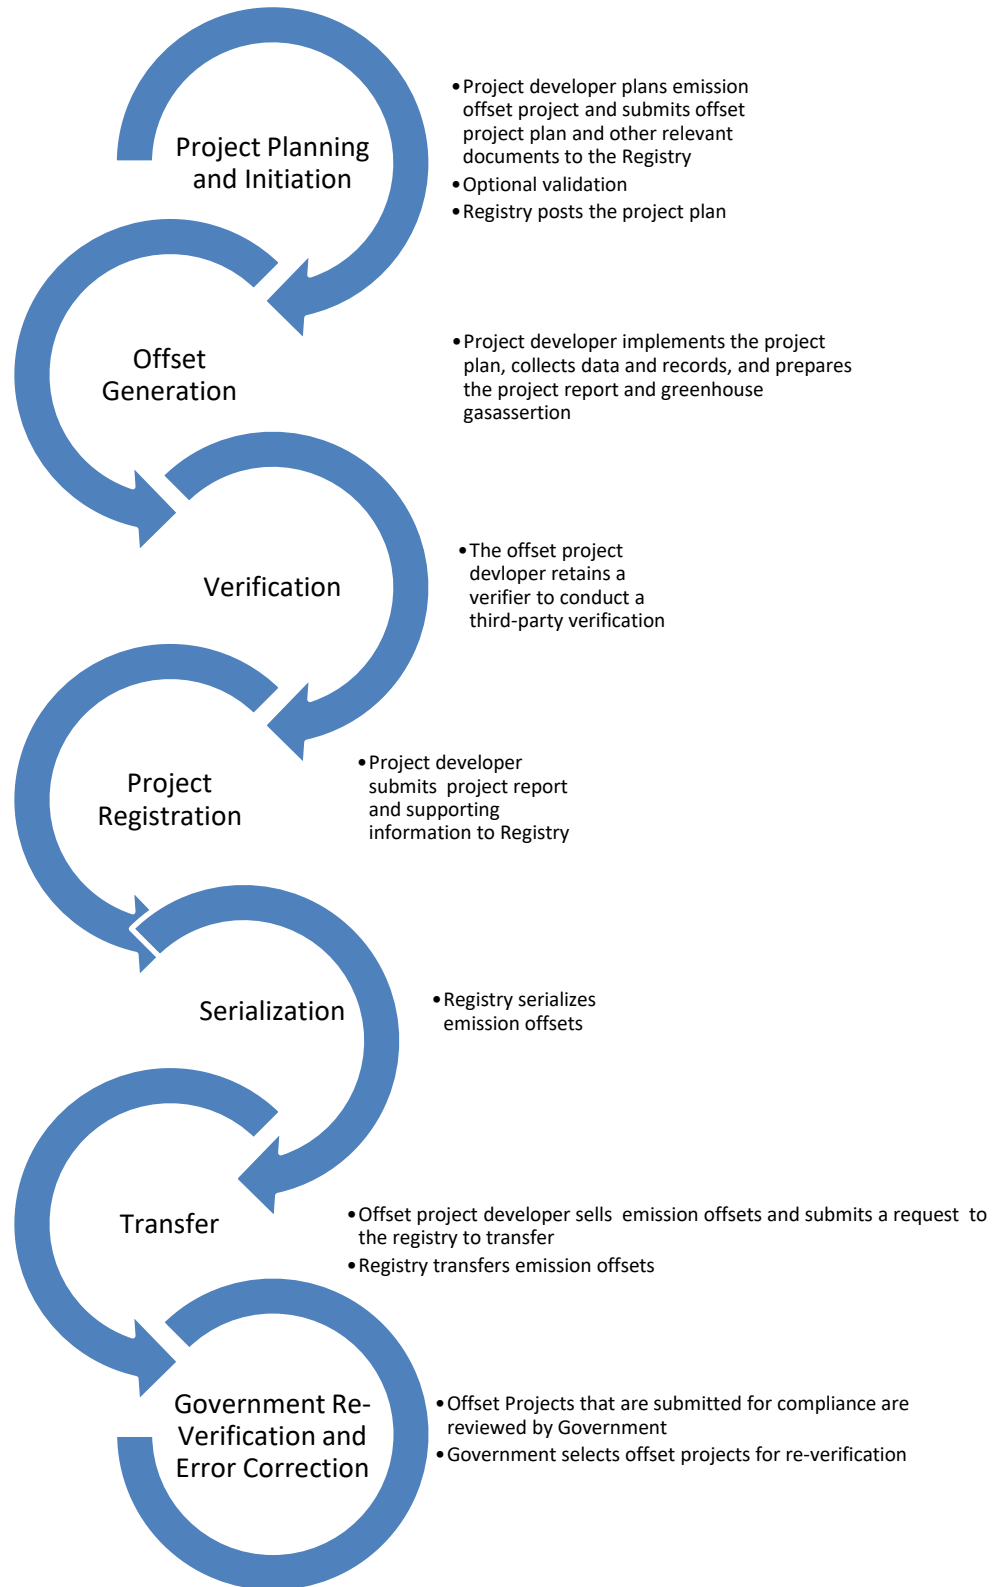 Project Planning
and Initiation
•Project developer plans emission
offset project and submits offset
project plan and other relevant
documents to the Registry
•Optional validation
•Registry posts the project plan
Offset
Generation
•Project developer implements the project
plan, collects data and records, and prepares
the project report and greenhouse
gasassertion
Verification
•The offset project
devloper retains a
verifier to conduct a
third-party verification
Project
Registration
•Project developer
submits project report
and supporting
information to Registry
Serialization
•Registry serializes
emission offsets
Transfer
•Offset project developer sells emission offsets and submits a request to
the registry to transfer
•Registry transfers emission offsets
Government Re-
Verification and
Error Correction
•Offset Projects that are submitted for compliance are
reviewed by Government
•Government selects offset projects for re-verification